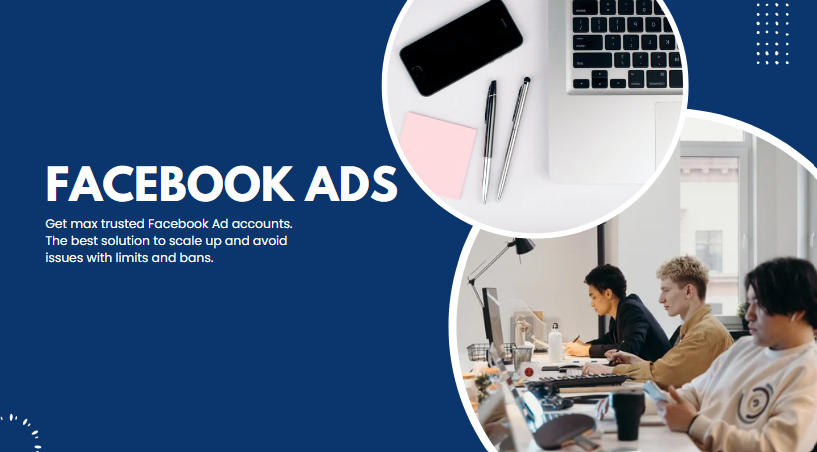 FACEBOOK ADS
Get max trusted Facebook Ad accounts.
The best solution to scale up and avoid
issues with limits and bans.